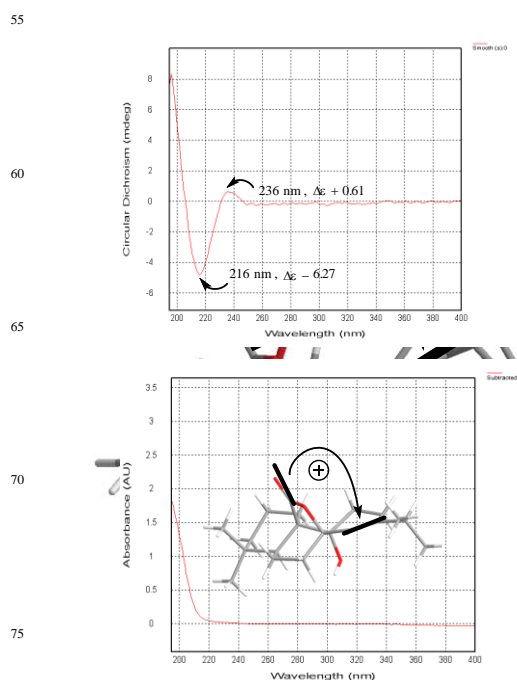 55
Smooth (s):0
Circular Dichroism (mdeg)
8
6
4
2
0
-2
-4
-6
236 nm , Δε + 0.61
216 nm , Δε – 6.27
200 220 240 260 280 300 320 340 360 380 400
Wavelength (nm)
60
65
Subtracted
Absorbance (AU)
3.5
3
2.5
2
1.5
1
0.5
0
+
200 220 240 260 280 300 320 340 360 380 400
Wavelength (nm)
70
75